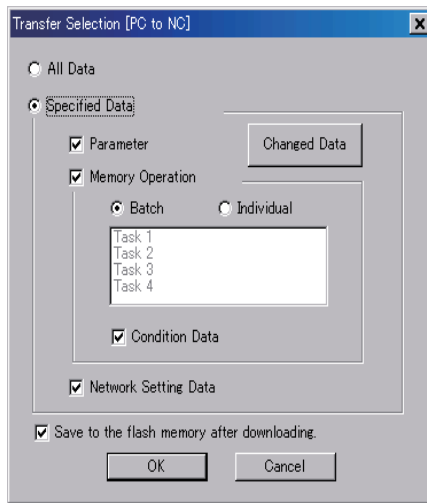 Transfer Selection [PC to NC]
All Data
Specified Data
Parameter
Changed Data
Memory Operation
Batch
Individual
Task 1
Task 2
Task 3
Task 4
Condition Data
Network Setting Data
Save to the flash memory after downloading.
OK
Cancel